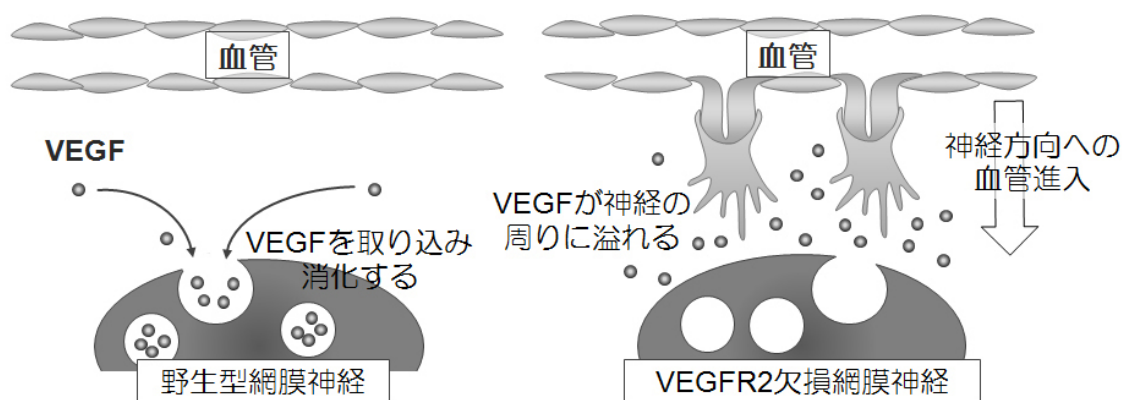 血管
VEGF
VEGFを取り込み
消化する
野生型網膜神経
血管
神経方向への
血管進入
VEGFが神経の
周りに溢れる
VEGFR2欠損網膜神経